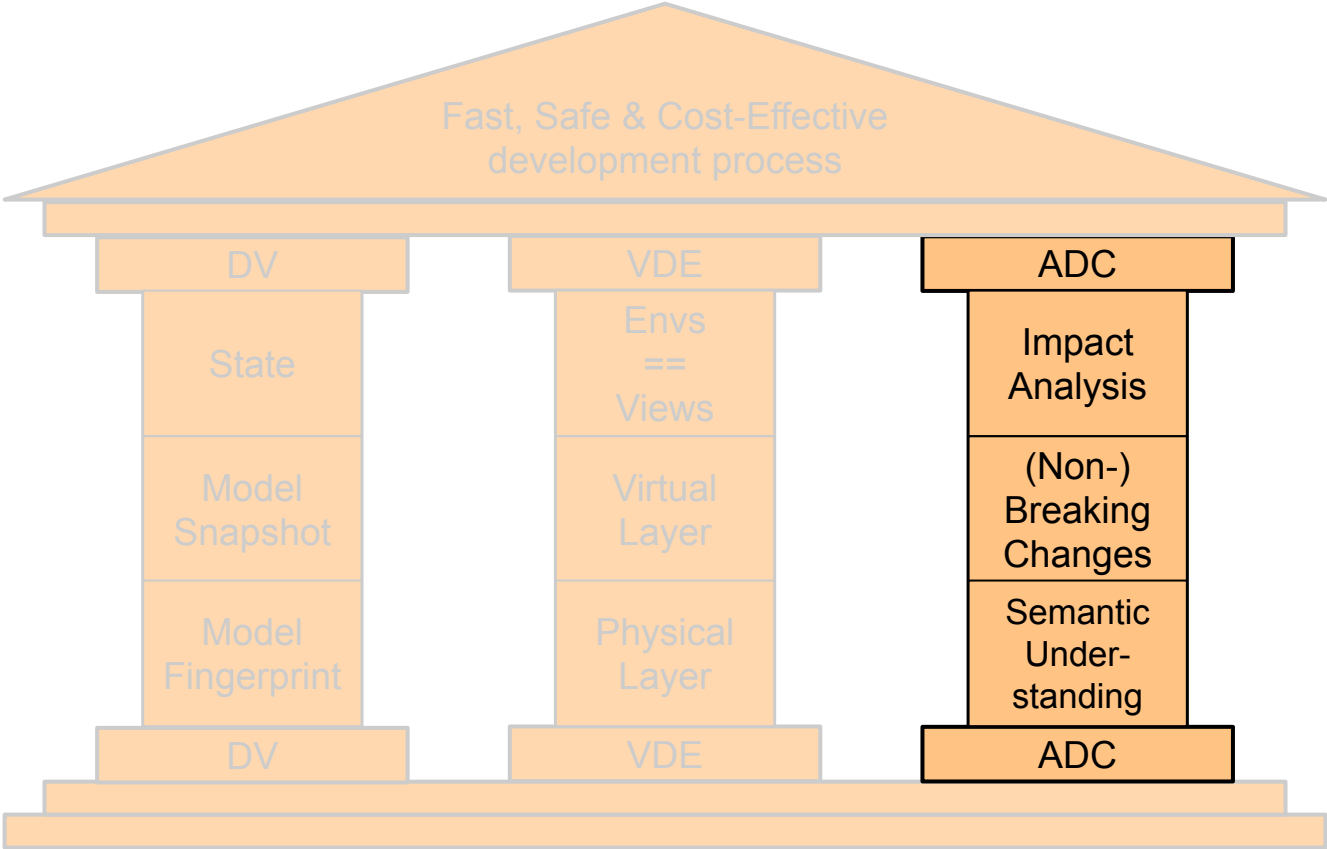 Fast, Safe & Cost-Effective
development process
DV
State
Model
Snapshot
Model
Fingerprint
DV
VDE
Envs
==
Views
Virtual
Layer
Physical
Layer
VDE
ADC
Impact
Analysis
(Non-)
Breaking
Changes
Semantic
Under-
standing
ADC